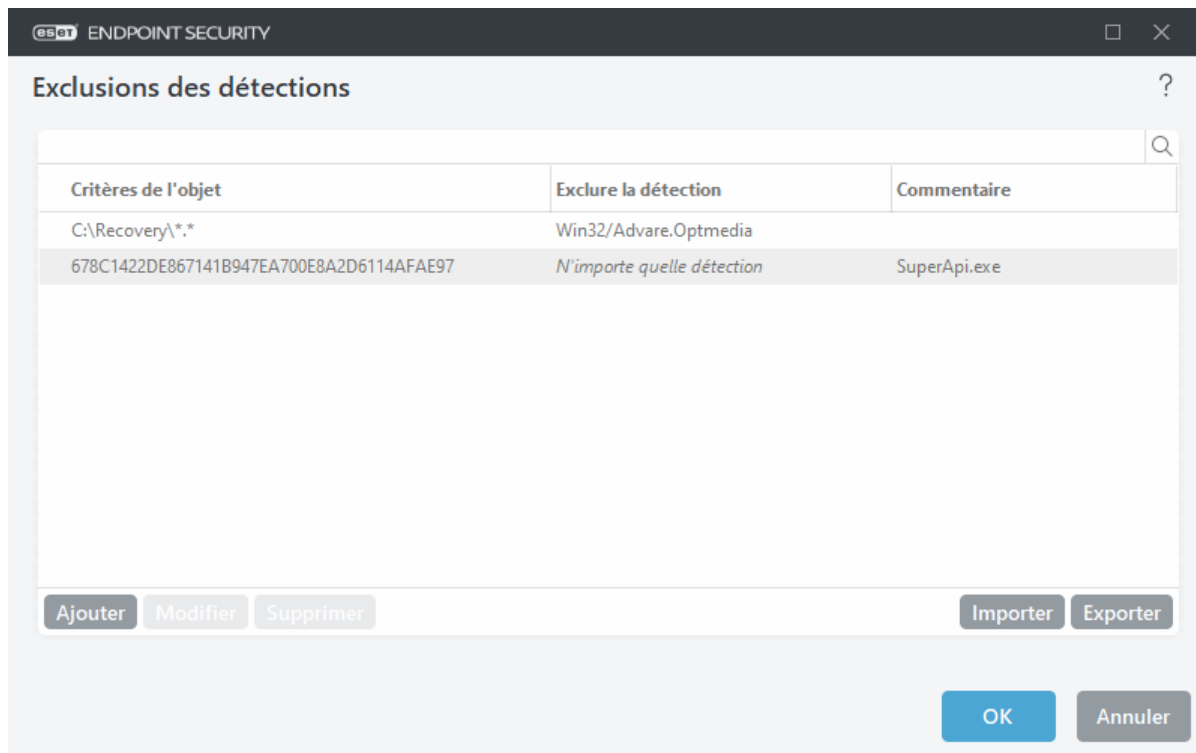 eset ENDPOINT SECURITY
Exclusions des détections
?
Critères de l'objet Exclure la détection Commentaire
C:\Recovery\*.* Win32/Advare.Optmedia
678C1422DE867141B947EA700E8A2D6114AFAE97 N'importe quelle détection SuperApi.exe
Ajouter Modifier Supprimer Importer Exporter
OK Annuler